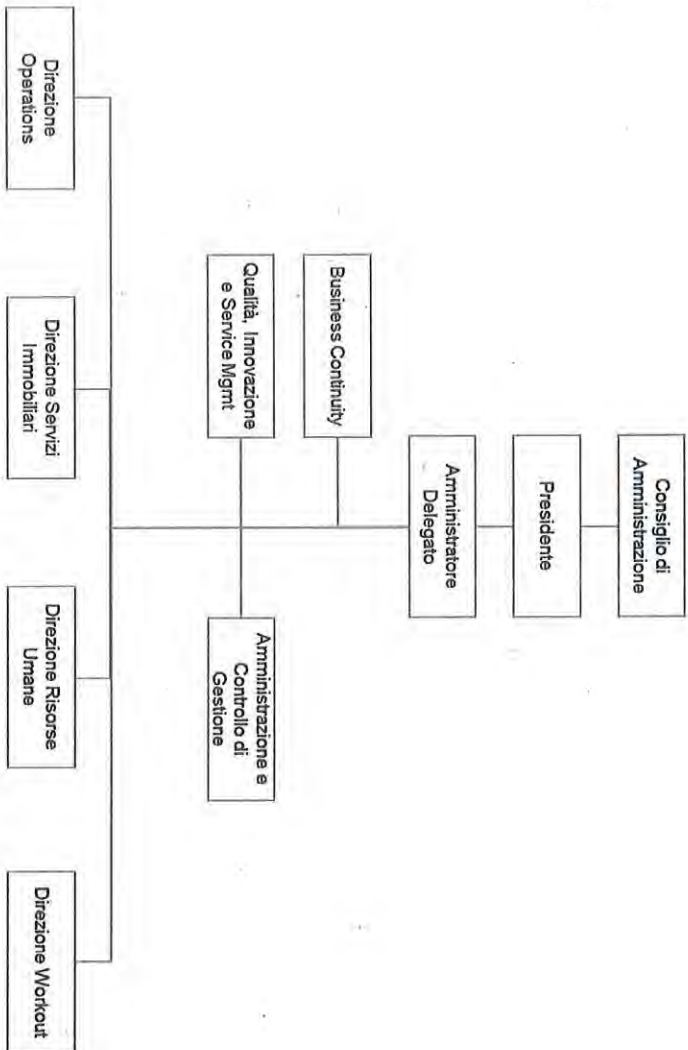 Consiglio di
Amministrazione
Presidente
Amministratore
Delegato
Business Continuity
Qualità, Innovazione
e Service Mgmt
Amministrazione e
Controllo di
Gestione
Direzione
Operations
Direzione Servizi
Immobiliari
Direzione Risorse
Umane
Direzione Workout